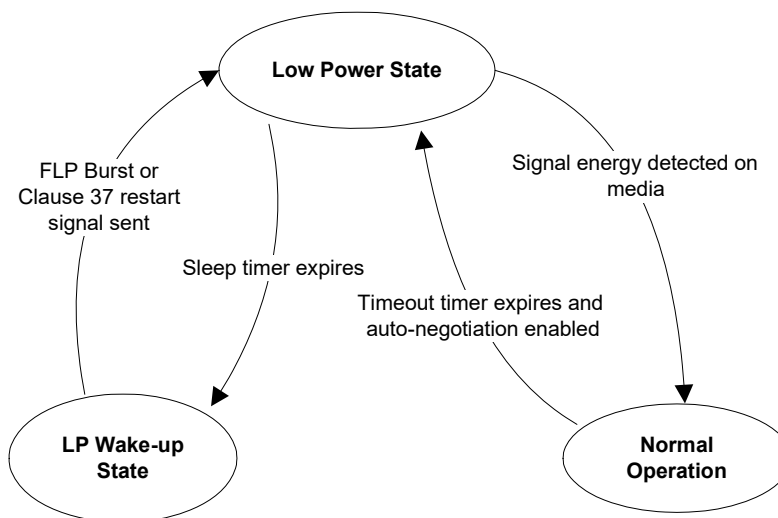 Low Power State
FLP Burst or
Clause 37 restart
signal sent
Signal energy detected on
media
Sleep timer expires
Timeout timer expires and
auto-negotiation enabled
LP Wake-up
State
Normal
Operation